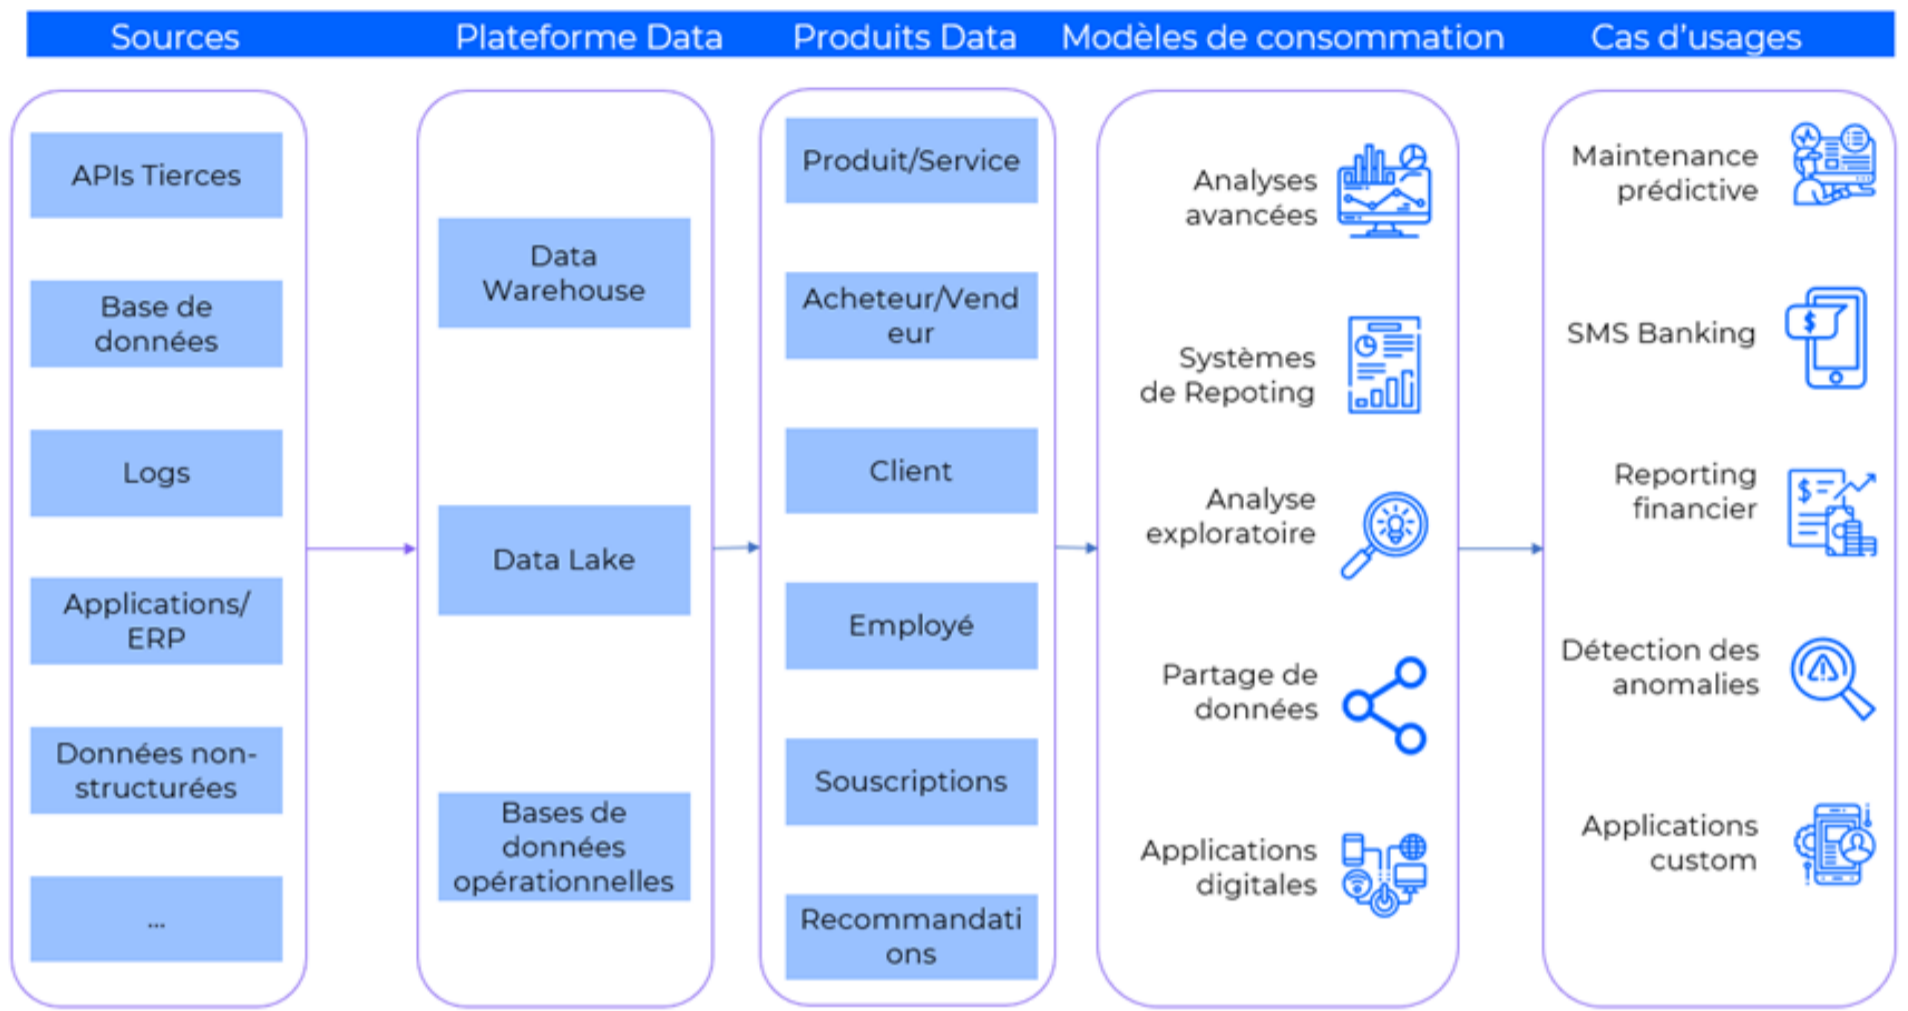 Sources
Plateforme Data
Produits Data
Modèles de consommation
Cas d'usages
APIs Tierces
Base de
données
Logs
Applications/
ERP
Données non-
structurées
...
Data
Warehouse
Data Lake
Bases de
données
opérationnelles
Produit/Service
Acheteur/Vend
eur
Client
Employé
Souscriptions
Recommandati
ons
Analyses
avancées
Systèmes
de Repoting
Analyse
exploratoire
Partage de
données
Applications
digitales
Maintenance
prédictive
SMS Banking
$
Reporting
financier
$
Détection des
anomalies
Applications
custom